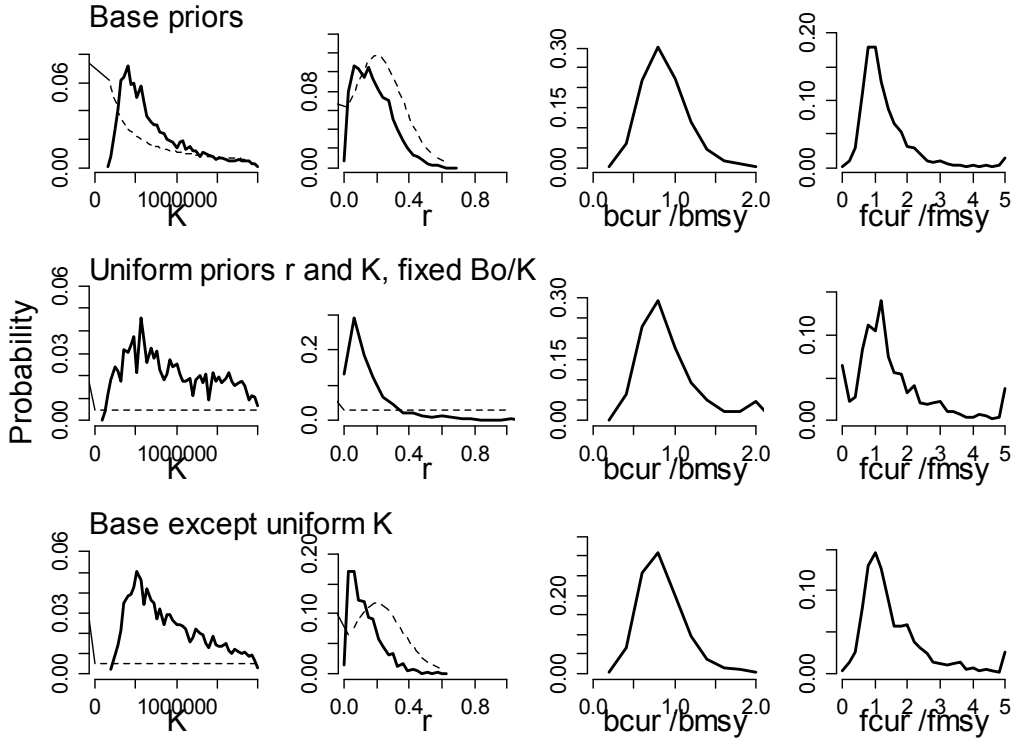 Base priors
0.00 0.06
0 1000000
K
0.00 0.08
0.0 0.4 0.8
r
0.00 0.15 0.30
0.0 1.0 2.0
bcur /bmsy
0.00 0.10 0.20
0 1 2 3 4 5
fcur /fmsy
Probability
Uniform priors r and K, fixed Bo/K
0.00 0.03 0.06
0 1000000
K
0.0 0.2
0.0 0.4 0.8
r
0.00 0.15 0.30
0.0 1.0 2.0
bcur /bmsy
0.00 0.10
0 1 2 3 4 5
fcur /fmsy
Base except uniform K
0.00 0.03 0.06
0 1000000
K
0.00 0.10 0.20
0.0 0.4 0.8
r
0.00 0.20
0.0 1.0 2.0
bcur /bmsy
0.00 0.10
0 1 2 3 4 5
fcur /fmsy